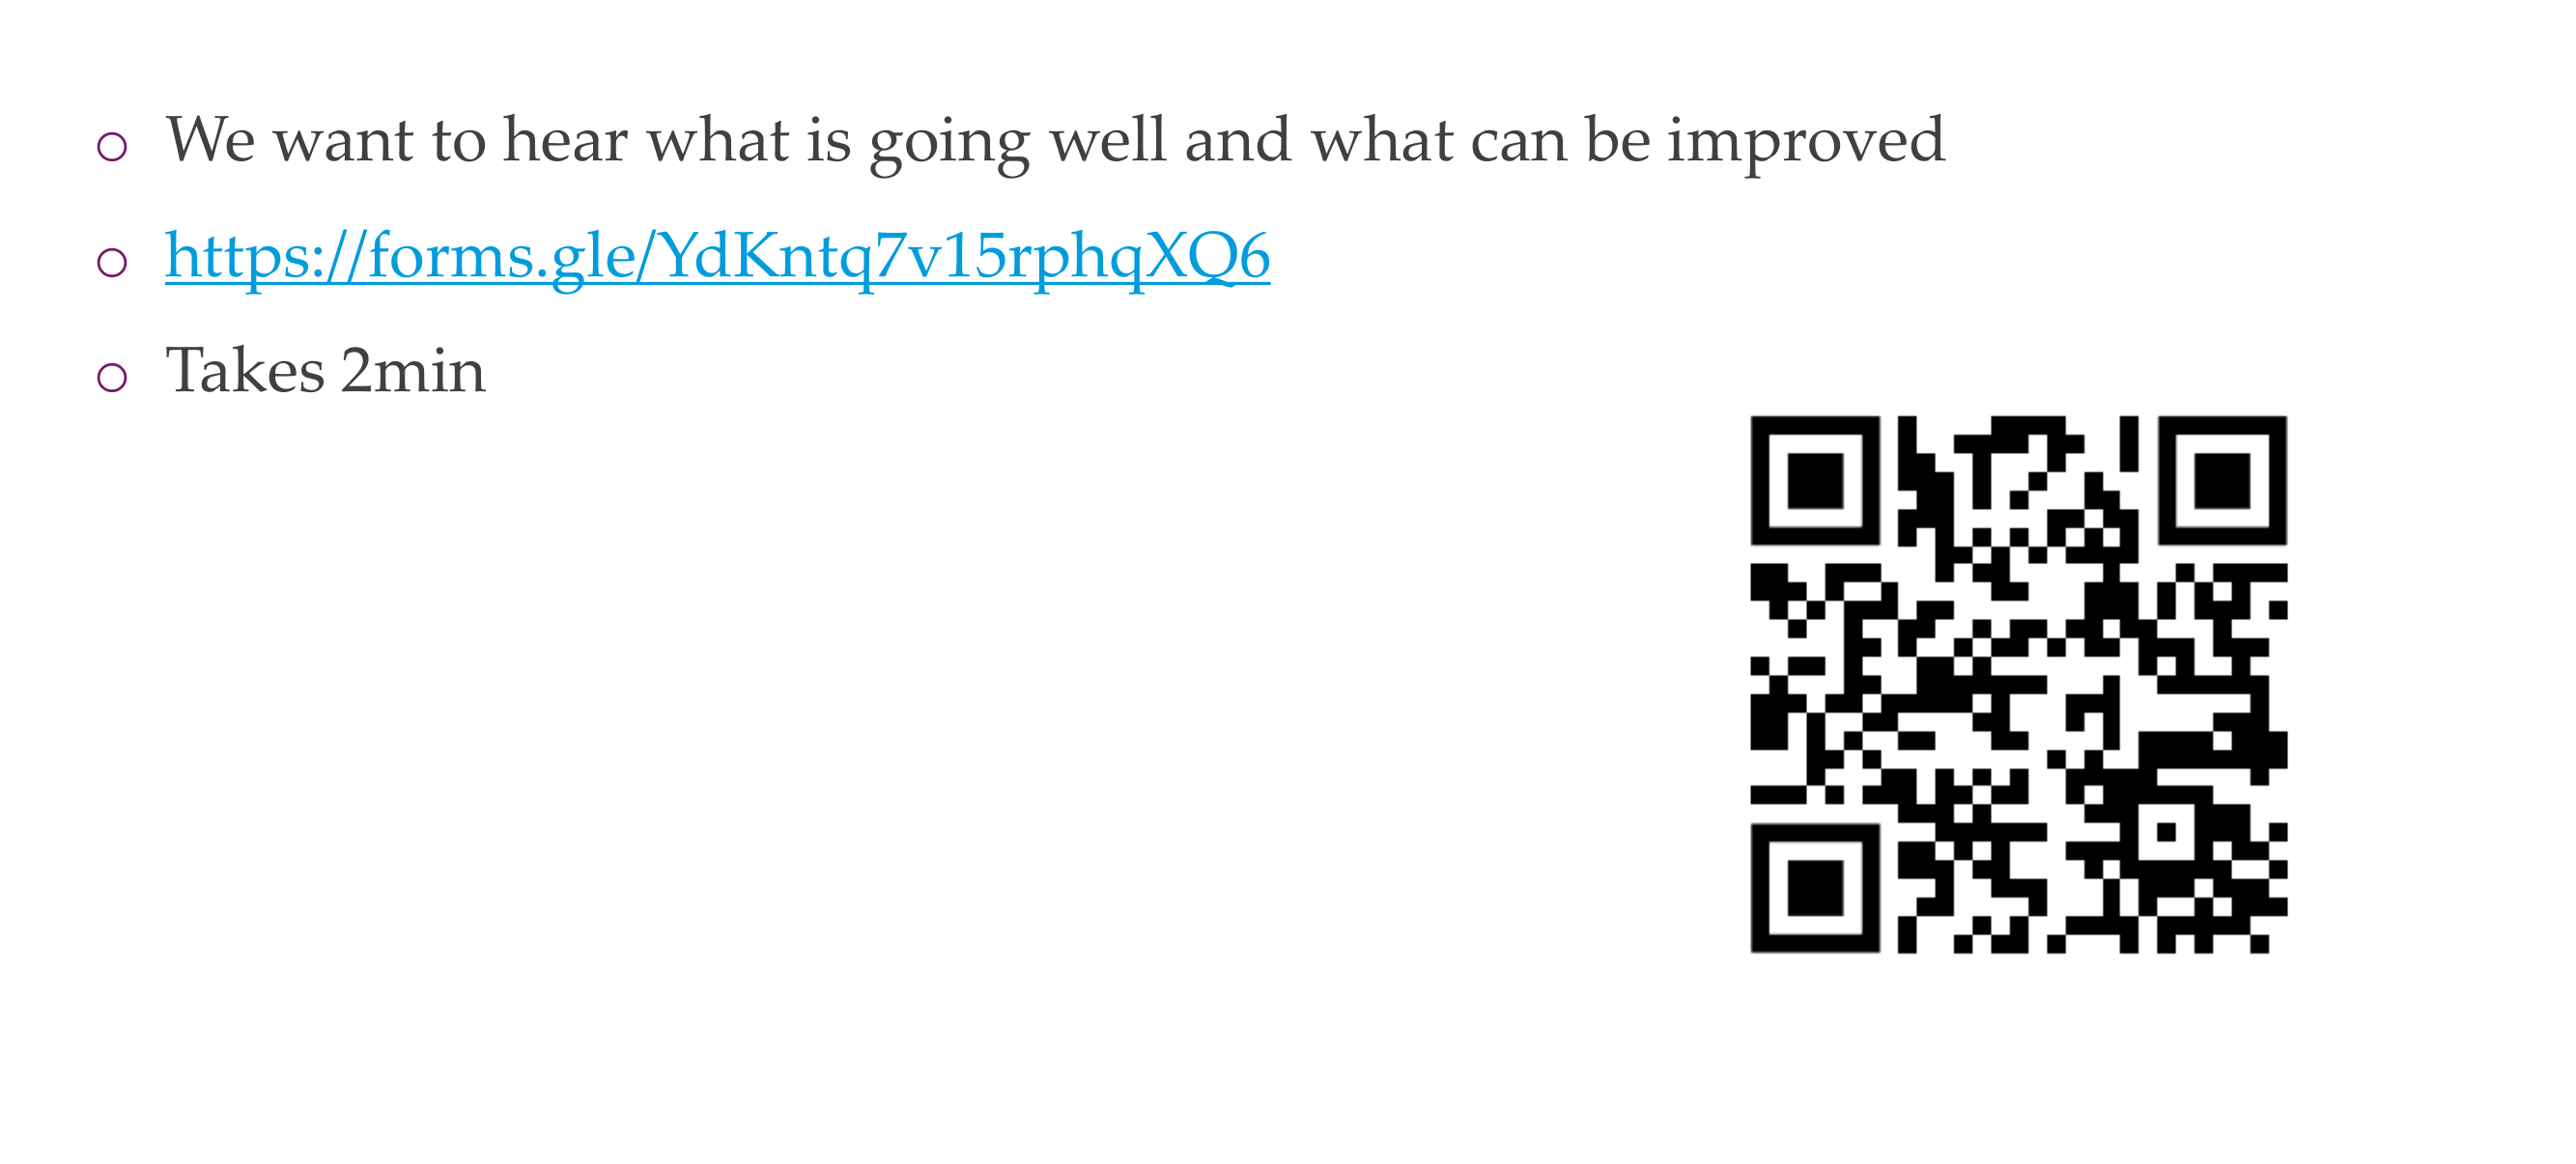 We want to hear what is going well and what can be improved
https://forms.gle/YdKntq7v15rphqXQ6
Takes 2min